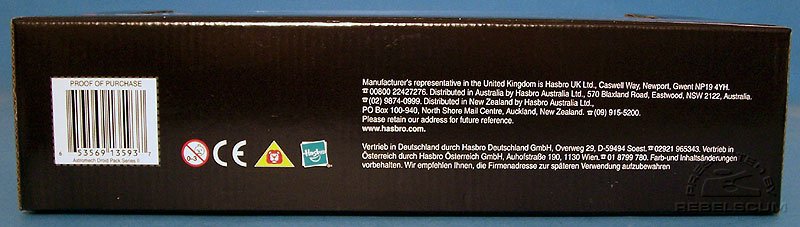 PROOF OF PURCHASE
6 53569 13593 7
Astromech Droid Pack Series II
0-3
CE
Hasbro
Manufacturer's representative in the United Kingdom is Hasbro UK Ltd., Caswell Way, Newport, Gwent NP19 4YH.
☎00800 22427276. Distributed in Australia by Hasbro Australia Ltd., 570 Blaxland Road, Eastwood, NSW 2122, Australia.
☎(02) 9874-0999. Distributed in New Zealand by Hasbro Australia Ltd.,
PO Box 100-940, North Shore Mail Centre, Auckland, New Zealand. ☎(09) 915-5200.
Please retain our address for future reference.
www.hasbro.com.
Vertrieb in Deutschland durch Hasbro Deutschland GmbH, Overweg 29, D-59494 Soest.☎02921 965343. Vertrieb in
Österreich durch Hasbro Österreich GmbH, Auhofstraße 190, 1130 Wien.☎01 8799 780. Farb-und Inhaltsänderungen
vorbehalten. Wir empfehlen Ihnen, die Firmenadresse zur späteren Verwendung aufzubewahren
REBELSCUM